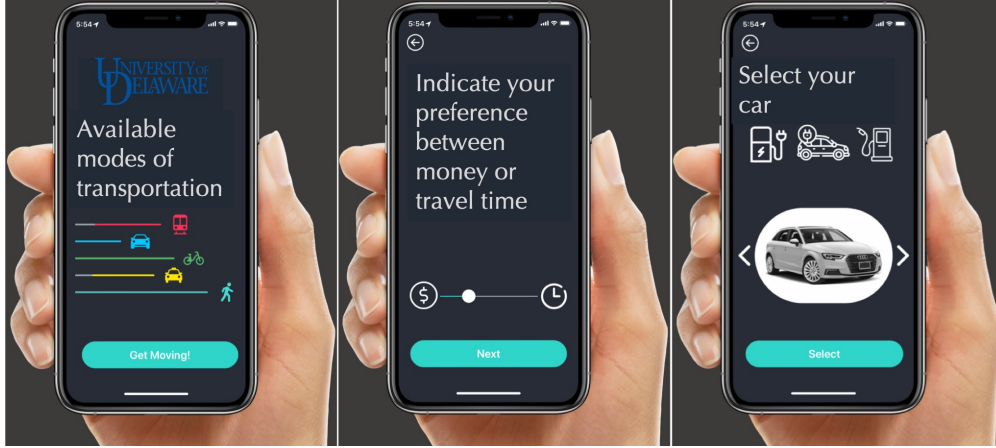 5:54
UNIVERSITY OF
DELAWARE
Available
modes of
transportation
Get Moving!
5:54
Indicate your
preference
between
money or
travel time
$
Next
5:54
Select your
car
Select